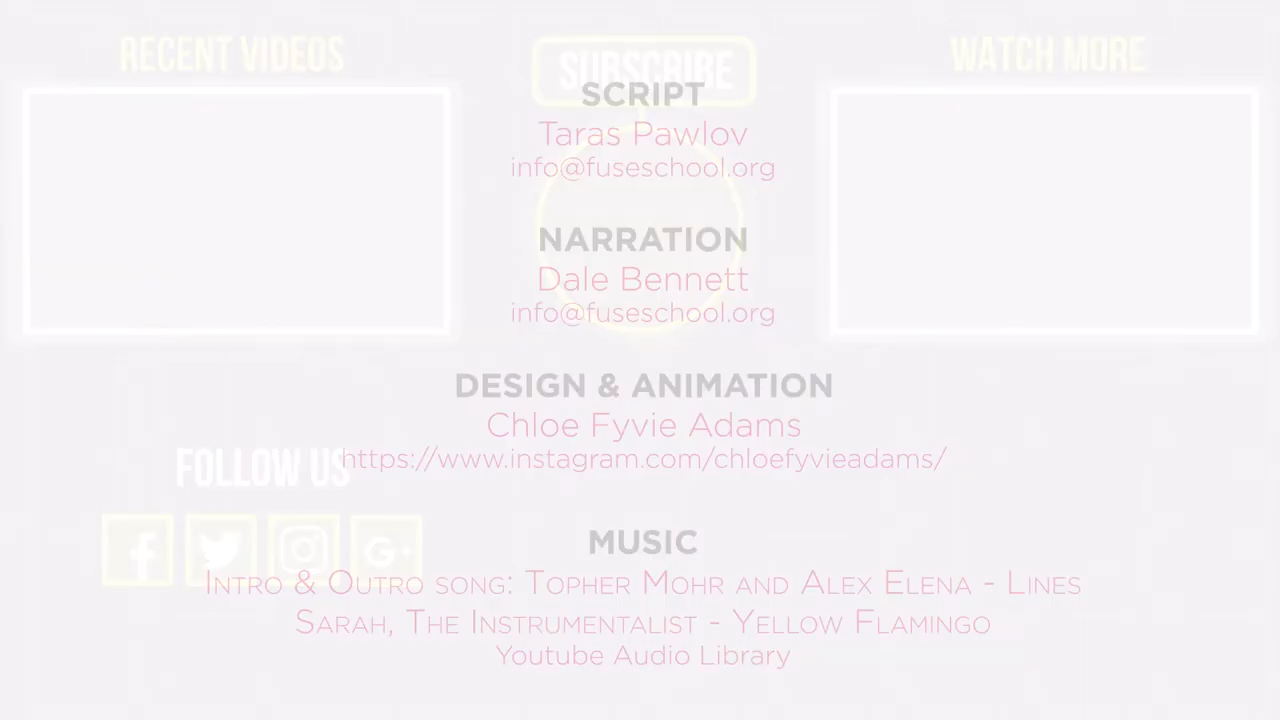 RECENT VIDEOS
SUBSCRIBE
WATCH MORE
SCRIPT
Taras Pawlov
info@fuseschool.org
NARRATION
Dale Bennett
info@fuseschool.org
DESIGN & ANIMATION
Chloe Fyvie Adams
FOLLOW US
https://www.instagram.com/chloefyvieadams/
MUSIC
f
G+
Intro & Outro song: Topher Mohr and Alex Elena - Lines
Sarah, The Instrumentalist - Yellow Flamingo
Youtube Audio Library